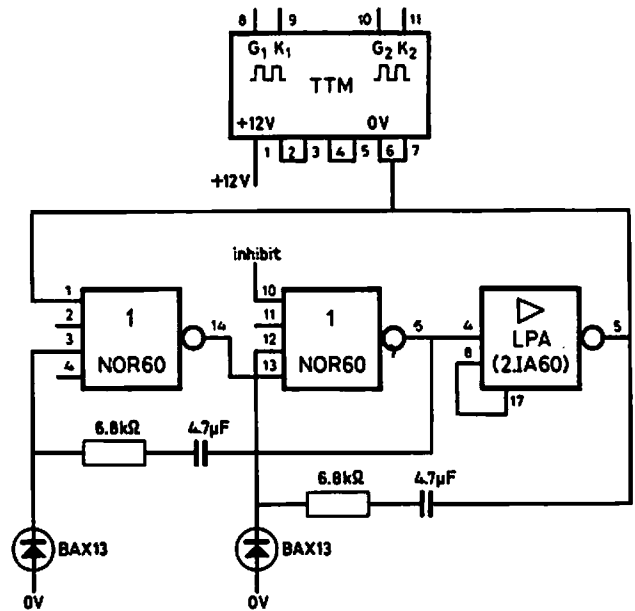 8 9 10 11
G1 K1 G2 K2
TTM
+12V 0V
1 2 3 4 5 6 7
+12V
inhibit
1 2 3 4
1
NOR60
14
10 11 12 13
1
NOR60
6
7
4
8
LPA
(2.IA60)
5
17
6.8kΩ 4.7μF
6.8kΩ 4.7μF
BAX13 BAX13
0V 0V